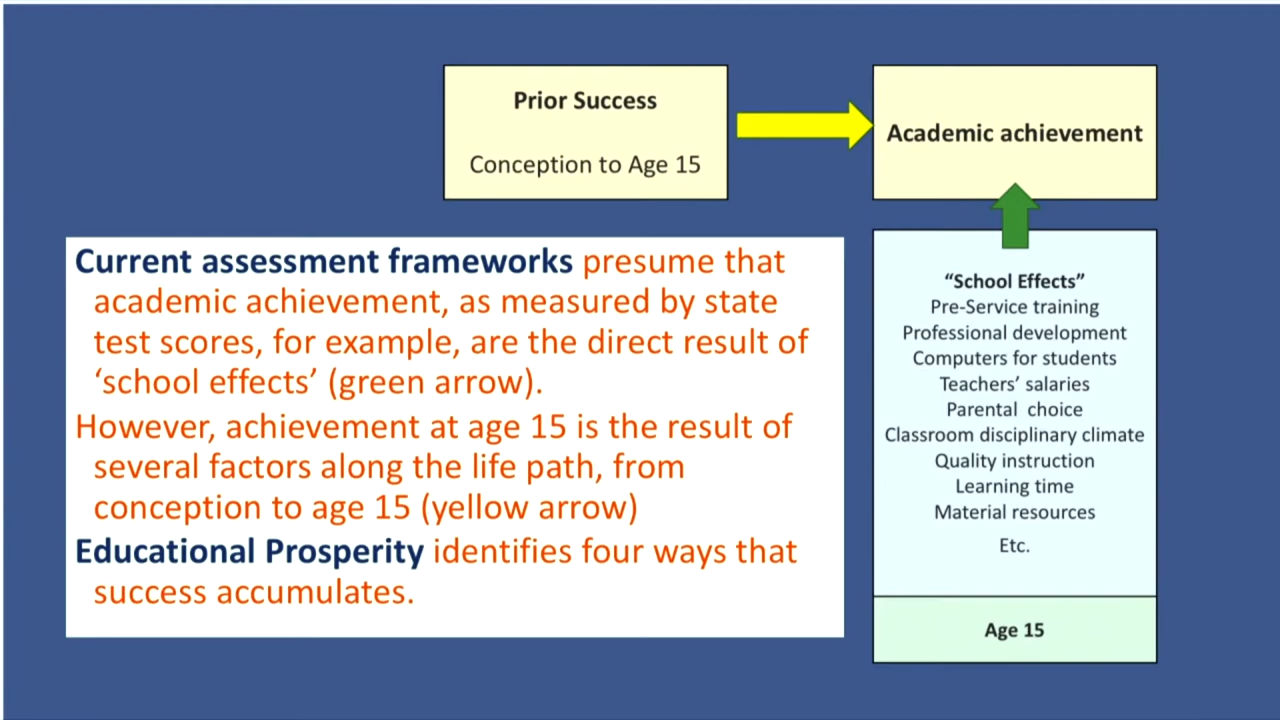 Prior Success
Conception to Age 15
Academic achievement
Current assessment frameworks presume that
academic achievement, as measured by state
test scores, for example, are the direct result of
‘school effects’ (green arrow).
However, achievement at age 15 is the result of
several factors along the life path, from
conception to age 15 (yellow arrow)
Educational Prosperity identifies four ways that
success accumulates.
“School Effects”
Pre-Service training
Professional development
Computers for students
Teachers’ salaries
Parental choice
Classroom disciplinary climate
Quality instruction
Learning time
Material resources
Etc.
Age 15